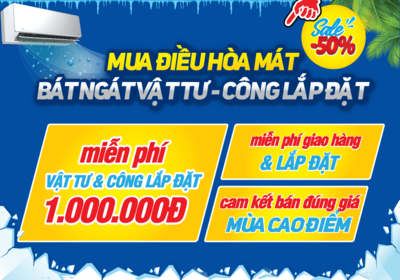 Sale
-50%
MUA ĐIỀU HÒA MÁT
BÁT NGÁT VẬT TƯ - CÔNG LẮP ĐẶT
miễn phí
VẬT TƯ & CÔNG LẮP ĐẶT
1.000.000Đ
miễn phí giao hàng
& LẮP ĐẶT
cam kết bán đúng giá
MÙA CAO ĐIỂM